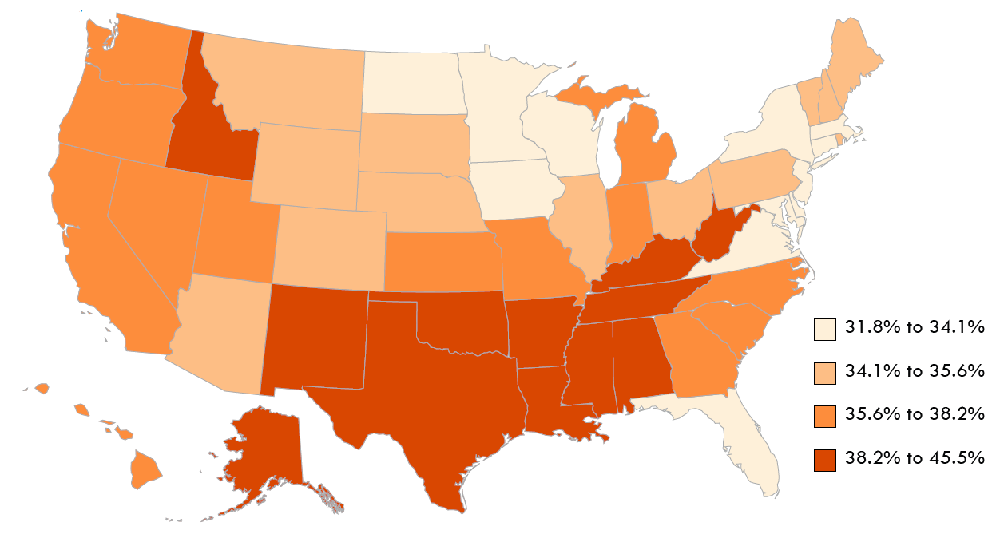 31.8% to 34.1%
34.1% to 35.6%
35.6% to 38.2%
38.2% to 45.5%